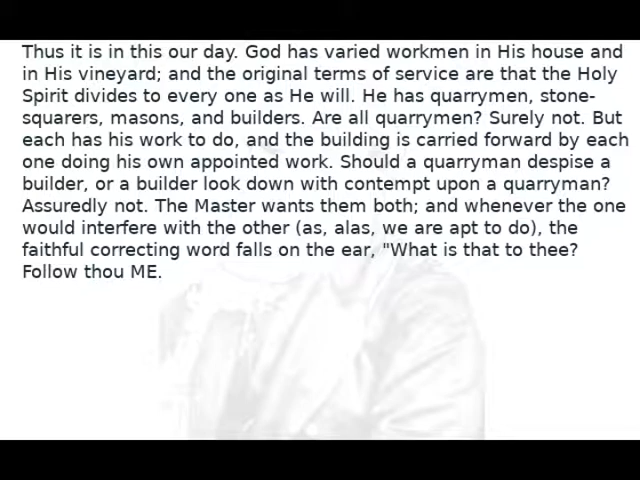 Thus it is in this our day. God has varied workmen in His house and
in His vineyard; and the original terms of service are that the Holy
Spirit divides to every one as He will. He has quarrymen, stone-
squarers, masons, and builders. Are all quarrymen? Surely not. But
each has his work to do, and the building is carried forward by each
one doing his own appointed work. Should a quarryman despise a
builder, or a builder look down with contempt upon a quarryman?
Assuredly not. The Master wants them both; and whenever the one
would interfere with the other (as, alas, we are apt to do), the
faithful correcting word falls on the ear, "What is that to thee?
Follow thou ME.